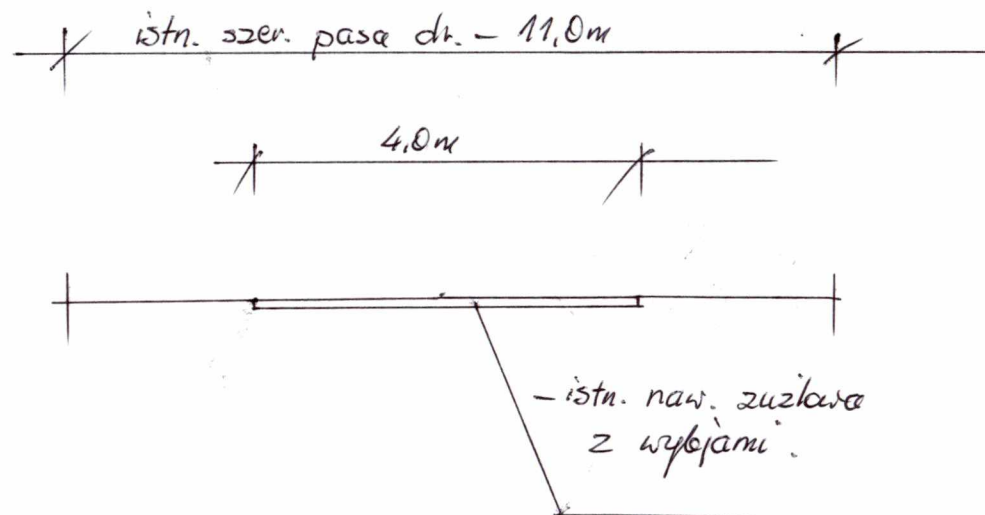 istn. szer. pasa dr. – 11,0m
4,0m
– istn. naw. żużlowa
z wybojami.